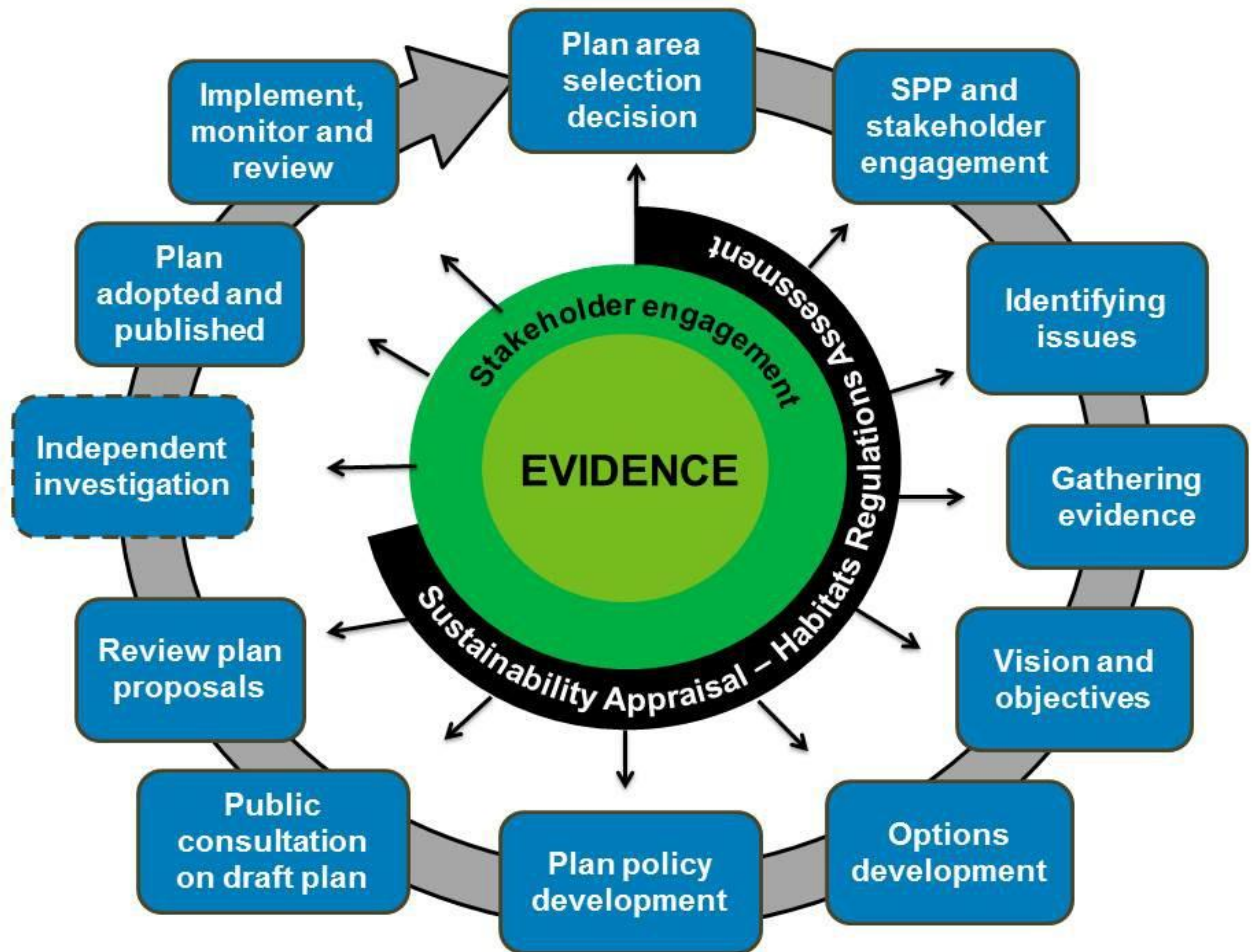 Plan area
selection
decision
SPP and
stakeholder
engagement
Identifying
issues
Gathering
evidence
Vision and
objectives
Options
development
Plan policy
development
Public
consultation
on draft plan
Review plan
proposals
Independent
investigation
Plan
adopted and
published
Implement,
monitor and
review
Stakeholder engagement
EVIDENCE
Sustainability Appraisal – Habitats Regulations Assessment